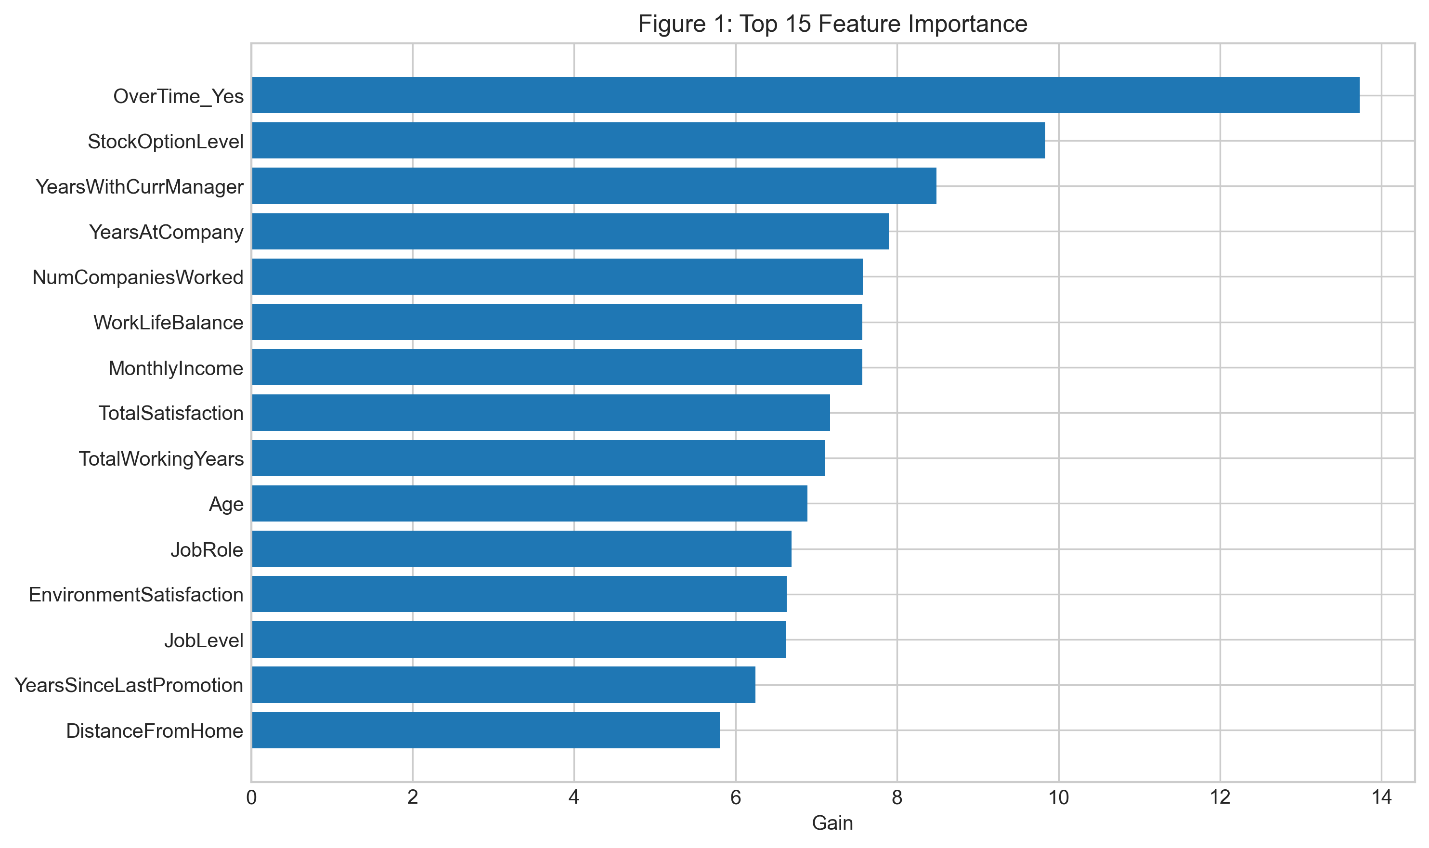 Figure 1: Top 15 Feature Importance
OverTime_Yes
StockOptionLevel
YearsWithCurrManager
YearsAtCompany
NumCompaniesWorked
WorkLifeBalance
MonthlyIncome
TotalSatisfaction
TotalWorkingYears
Age
JobRole
EnvironmentSatisfaction
JobLevel
YearsSinceLastPromotion
DistanceFromHome
0 2 4 6 8 10 12 14
Gain